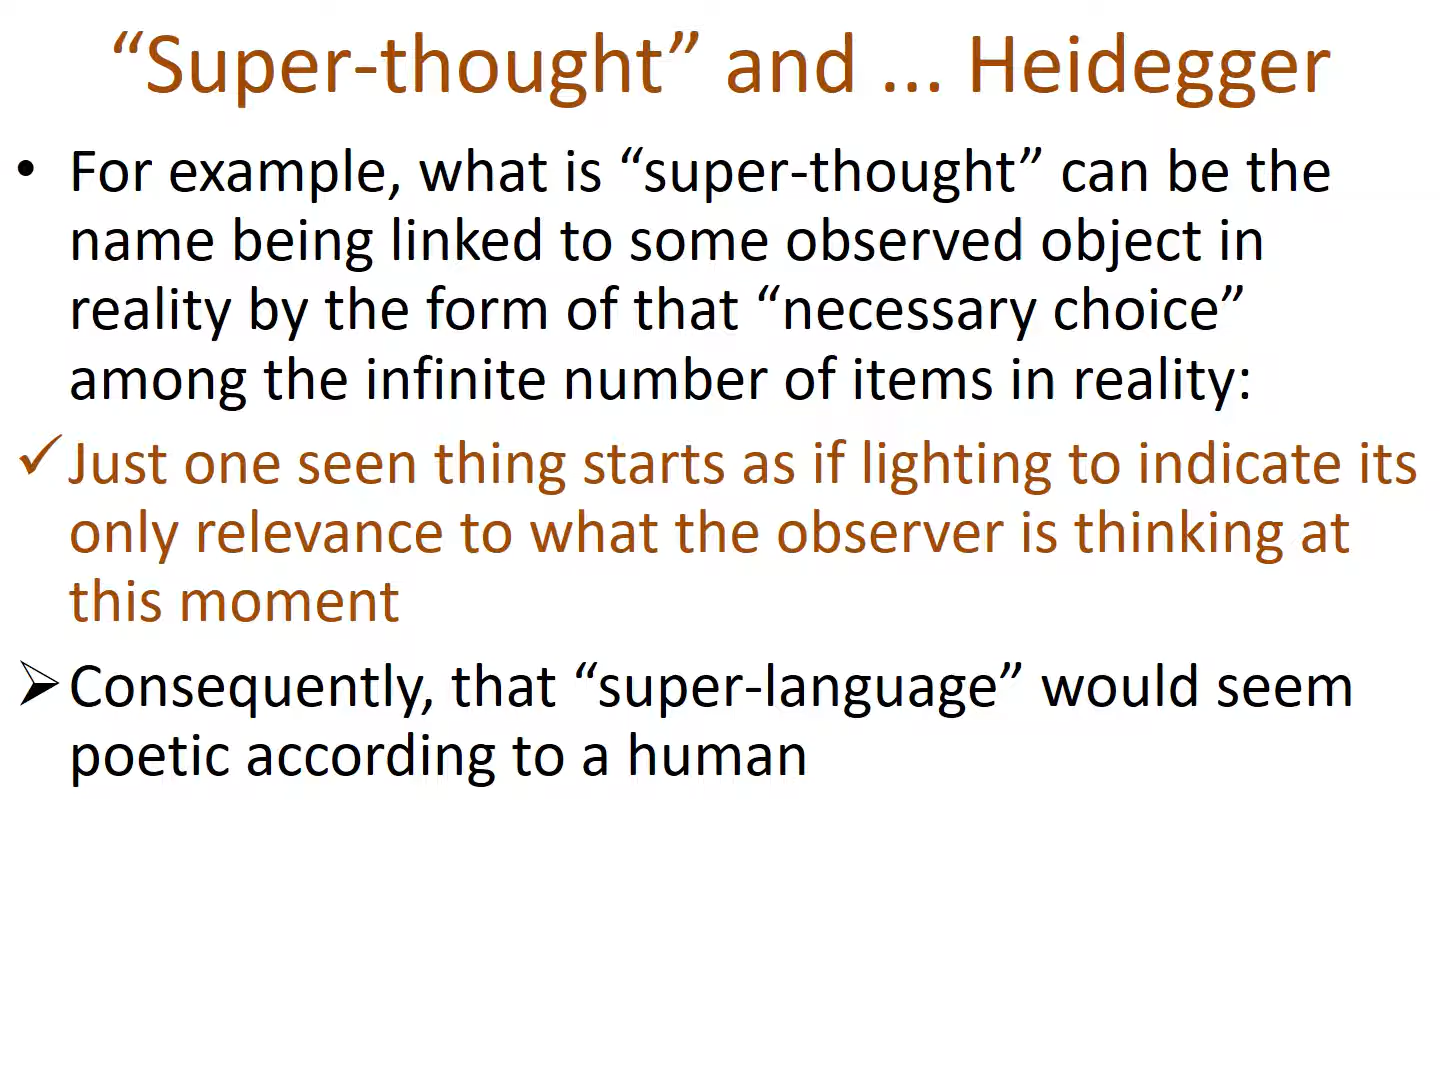 “Super-thought” and ... Heidegger
• For example, what is “super-thought” can be the
name being linked to some observed object in
reality by the form of that “necessary choice”
among the infinite number of items in reality:
✓ Just one seen thing starts as if lighting to indicate its
only relevance to what the observer is thinking at
this moment
➢ Consequently, that “super-language” would seem
poetic according to a human